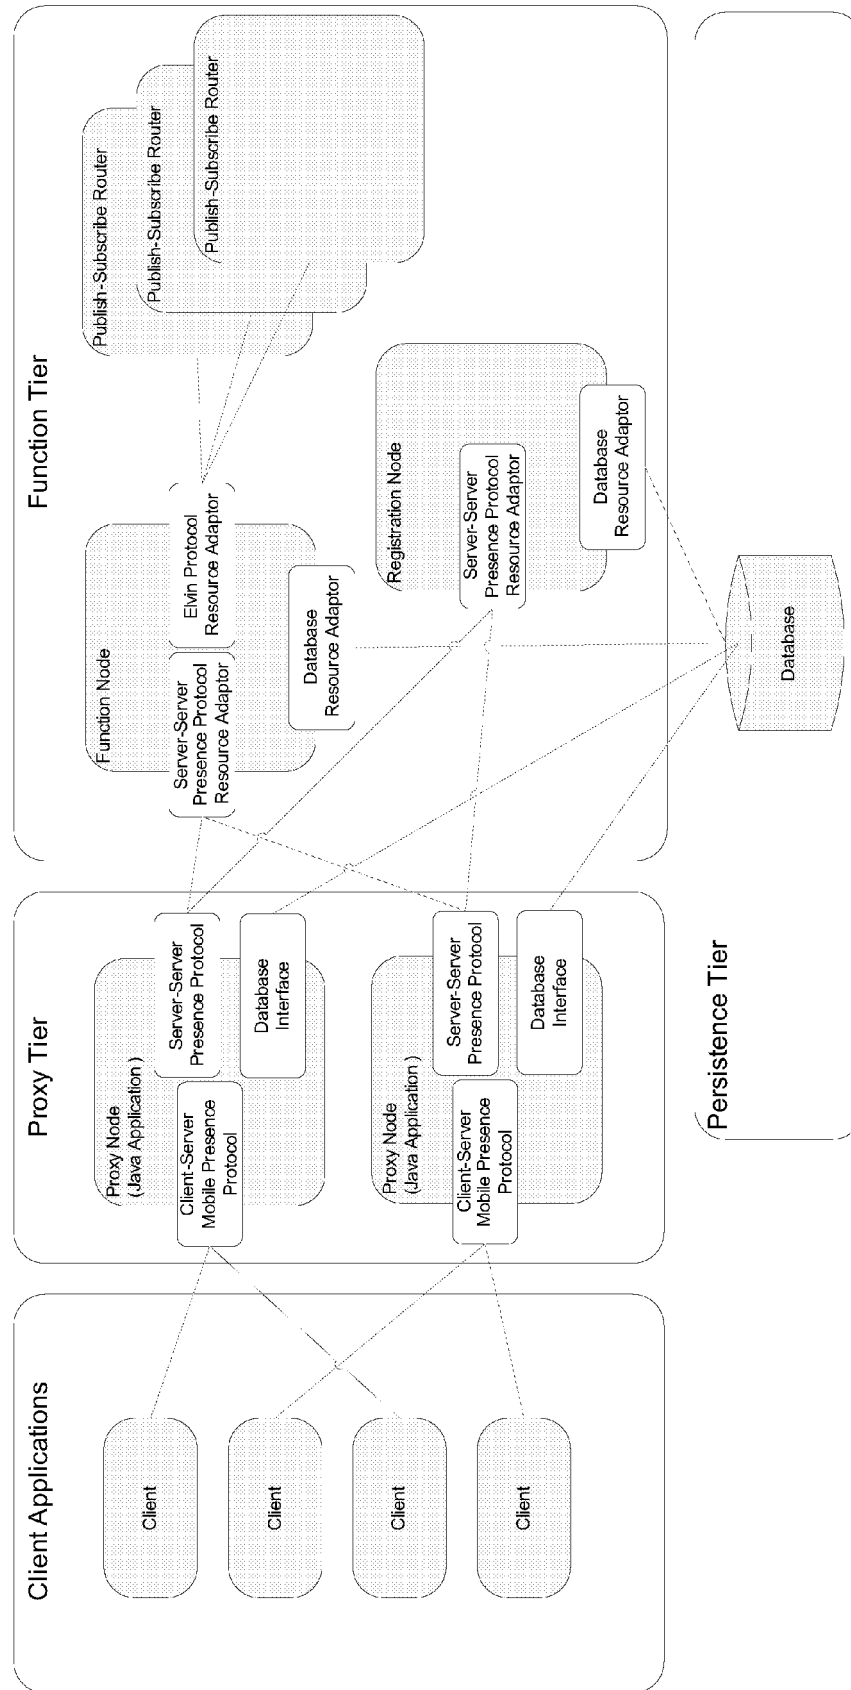 Client Applications
Client
Client
Client
Client
Proxy Tier
Proxy Node
(Java Application )
Client-Server
Mobile Presence
Protocol
Server-Server
Presence Protocol
Database
Interface
Proxy Node
(Java Application )
Client-Server
Mobile Presence
Protocol
Server-Server
Presence Protocol
Database
Interface
Function Tier
Function Node
Server-Server
Presence Protocol
Resource Adaptor
Elvin Protocol
Resource Adaptor
Database
Resource Adaptor
Publish-Subscribe Router
Publish-Subscribe Router
Publish-Subscribe Router
Registration Node
Server-Server
Presence Protocol
Resource Adaptor
Database
Resource Adaptor
Persistence Tier
Database